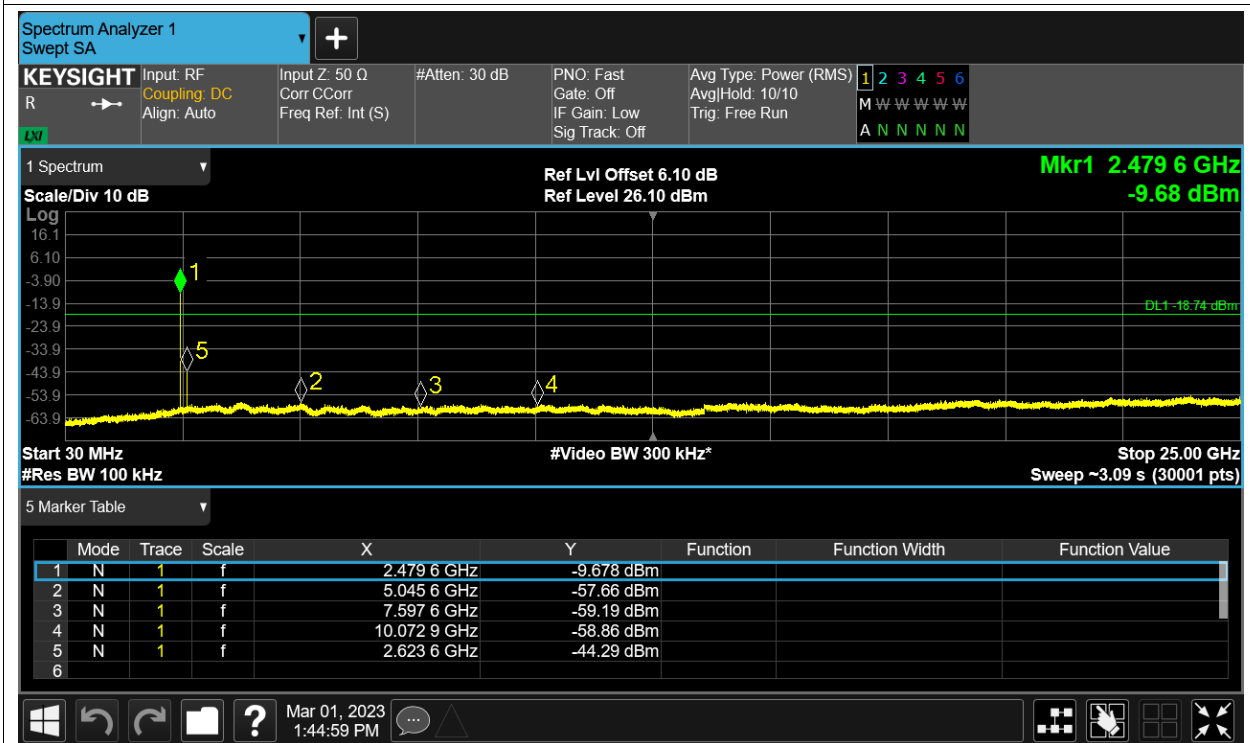 Spectrum Analyzer 1
Swept SA
KEYSIGHT Input: RF Input Z: 50 Ω #Atten: 30 dB PNO: Fast Avg Type: Power (RMS) 1 2 3 4 5 6
R Coupling: DC Corr CCorr Gate: Off Avg|Hold: 10/10 M W W W W W
Align: Auto Freq Ref: Int (S) IF Gain: Low Trig: Free Run
LXI Sig Track: Off A N N N N N
1 Spectrum Ref Lvl Offset 6.10 dB Mkr1 2.479 6 GHz
Scale/Div 10 dB Ref Level 26.10 dBm -9.68 dBm
Log
16.1
6.10
1
-3.90
-13.9 DL1 -18.74 dBm
-23.9
-33.9 5
-43.9 2 3 4
-53.9
-63.9
Start 30 MHz #Video BW 300 kHz* Stop 25.00 GHz
#Res BW 100 kHz Sweep ~3.09 s (30001 pts)
5 Marker Table
Mode Trace Scale X Y Function Function Width Function Value
1 N 1 f 2.479 6 GHz -9.678 dBm
2 N 1 f 5.045 6 GHz -57.66 dBm
3 N 1 f 7.597 6 GHz -59.19 dBm
4 N 1 f 10.072 9 GHz -58.86 dBm
5 N 1 f 2.623 6 GHz -44.29 dBm
6
? Mar 01, 2023
1:44:59 PM